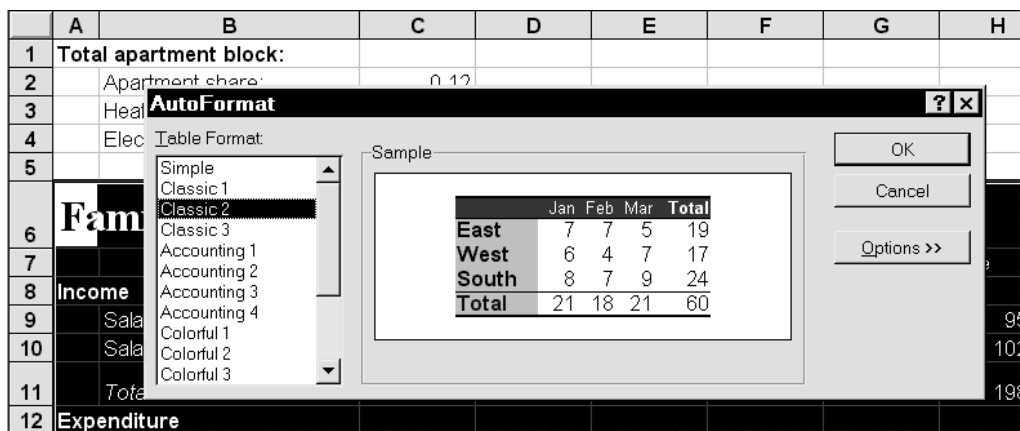 A B C D E F G H
1 Total apartment block:
2 Apartment share: 0,12
3 Heat
4 Elec
5
6 Fam
7
8 Income
9 Sala 95
10 Sala 102
11 Tota 198
12 Expenditure
AutoFormat ? ×
Table Format:
Simple
Classic 1
Classic 2
Classic 3
Accounting 1
Accounting 2
Accounting 3
Accounting 4
Colorful 1
Colorful 2
Colorful 3
Sample
Jan Feb Mar Total
East 7 7 5 19
West 6 4 7 17
South 8 7 9 24
Total 21 18 21 60
OK
Cancel
Options >>